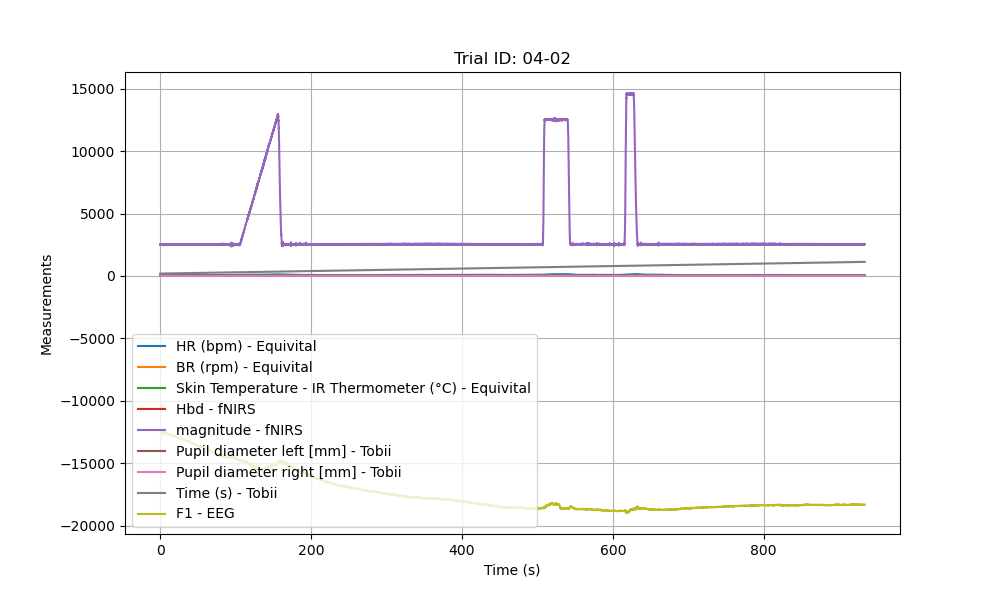 Trial ID: 04-02
15000
10000
5000
0
−5000
−10000
−15000
−20000
Measurements
HR (bpm) - Equivital
BR (rpm) - Equivital
Skin Temperature - IR Thermometer (°C) - Equivital
Hbd - fNIRS
magnitude - fNIRS
Pupil diameter left [mm] - Tobii
Pupil diameter right [mm] - Tobii
Time (s) - Tobii
F1 - EEG
0 200 400 600 800
Time (s)